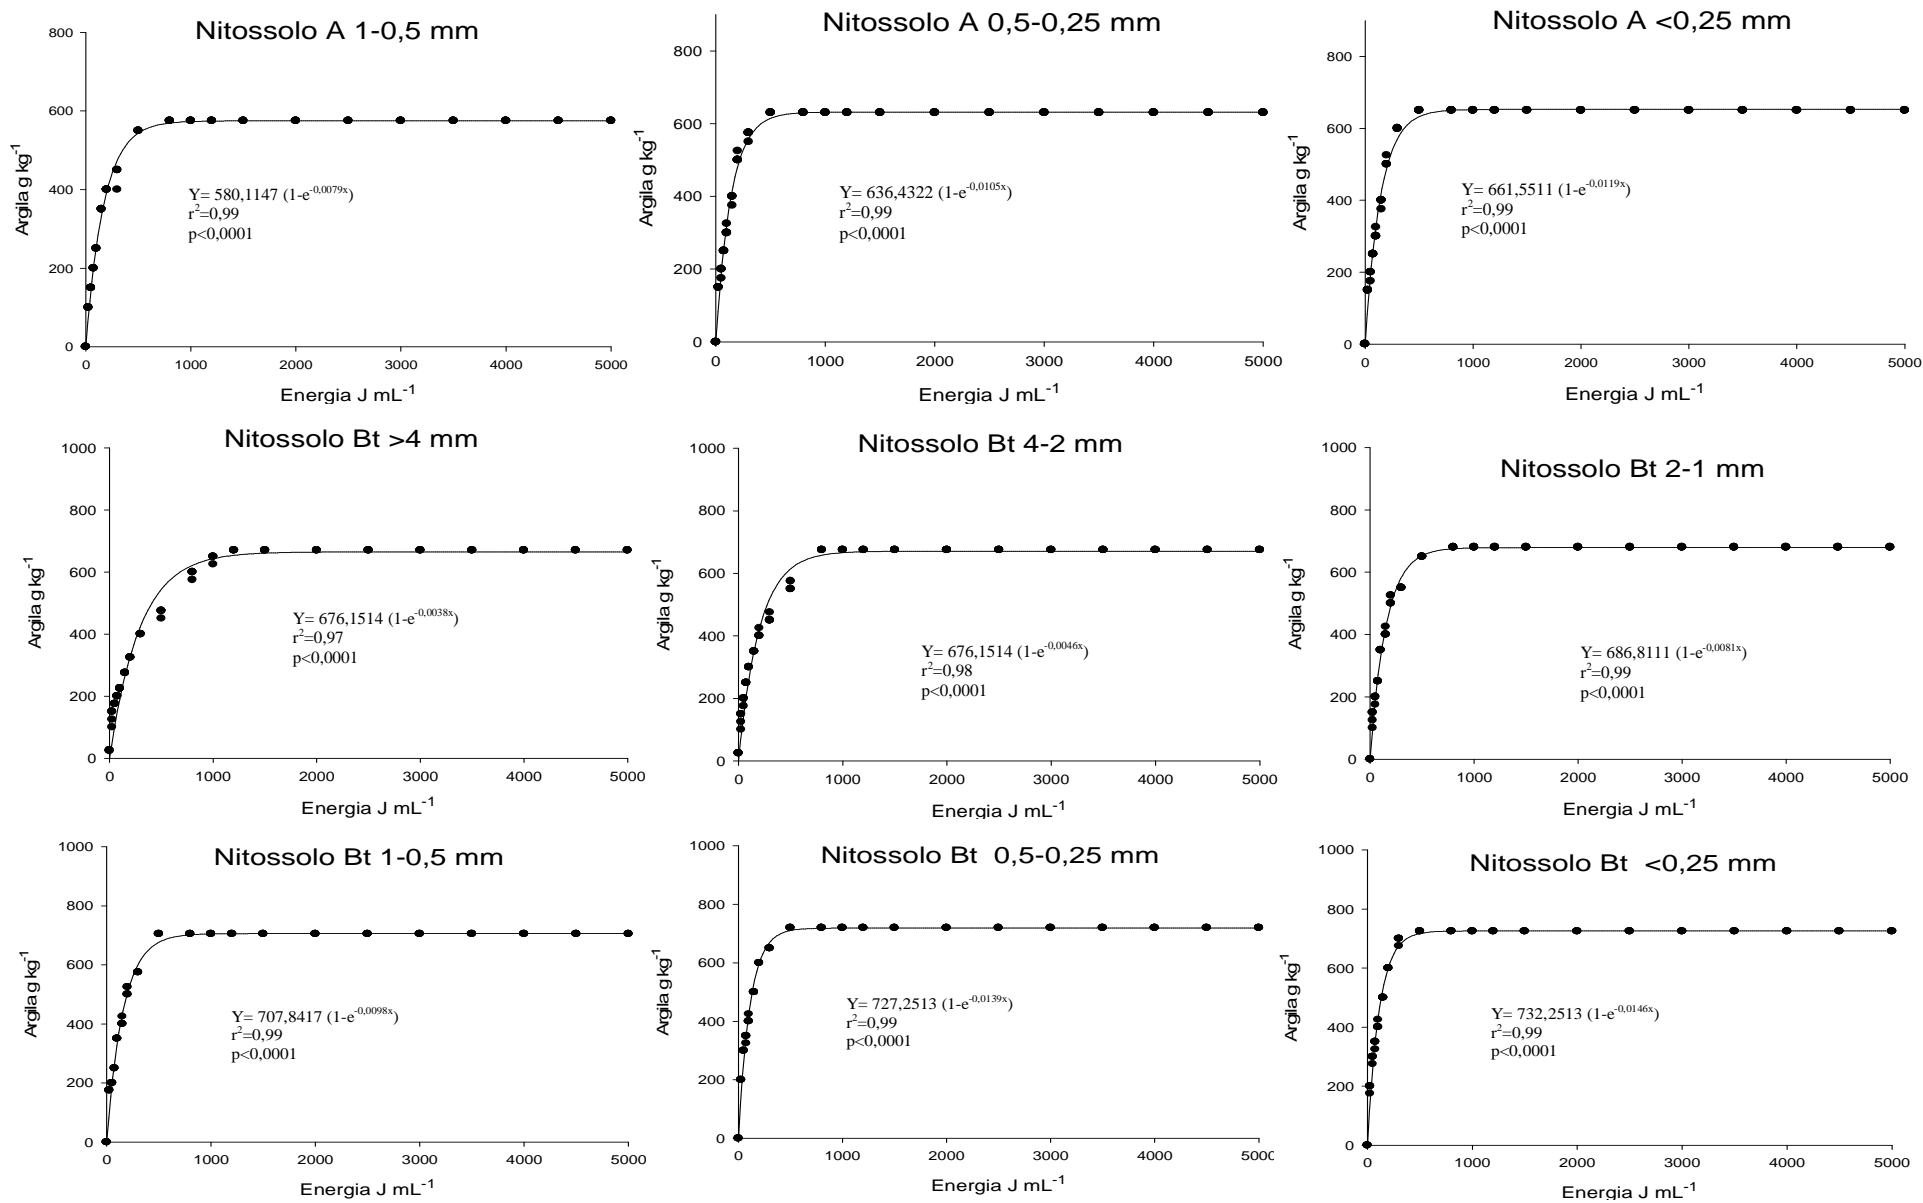 Nitossolo A 1-0,5 mm
800
600
400
200
0
Argila g kg-1
Y= 580,1147 (1-e-0,0079x)
r2=0,99
p<0,0001
0 1000 2000 3000 4000 5000
Energia J mL-1
Nitossolo A 0,5-0,25 mm
800
600
400
200
0
Argila g kg-1
Y= 636,4322 (1-e-0,0105x)
r2=0,99
p<0,0001
0 1000 2000 3000 4000 5000
Energia J mL-1
Nitossolo A <0,25 mm
800
600
400
200
0
Argila g kg-1
Y= 661,5511 (1-e-0,0119x)
r2=0,99
p<0,0001
0 1000 2000 3000 4000 5000
Energia J mL-1
Nitossolo Bt >4 mm
1000
800
600
400
200
0
Argila g kg-1
Y= 676,1514 (1-e-0,0038x)
r2=0,97
p<0,0001
0 1000 2000 3000 4000 5000
Energia J mL-1
Nitossolo Bt 4-2 mm
1000
800
600
400
200
0
Argila g kg-1
Y= 676,1514 (1-e-0,0046x)
r2=0,98
p<0,0001
0 1000 2000 3000 4000 5000
Energia J mL-1
Nitossolo Bt 2-1 mm
1000
800
600
400
200
0
Argila g kg-1
Y= 686,8111 (1-e-0,0081x)
r2=0,99
p<0,0001
0 1000 2000 3000 4000 5000
Energia J mL-1
Nitossolo Bt 1-0,5 mm
1000
800
600
400
200
0
Argila g kg-1
Y= 707,8417 (1-e-0,0098x)
r2=0,99
p<0,0001
0 1000 2000 3000 4000 5000
Energia J mL-1
Nitossolo Bt 0,5-0,25 mm
1000
800
600
400
200
0
Argila g kg-1
Y= 727,2513 (1-e-0,0139x)
r2=0,99
p<0,0001
0 1000 2000 3000 4000 5000
Energia J mL-1
Nitossolo Bt <0,25 mm
1000
800
600
400
200
0
Argila g kg-1
Y= 732,2513 (1-e-0,0146x)
r2=0,99
p<0,0001
0 1000 2000 3000 4000 5000
Energia J mL-1